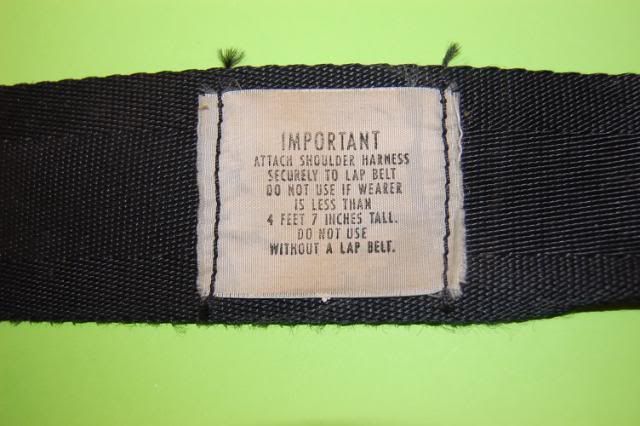 IMPORTANT
ATTACH SHOULDER HARNESS
SECURELY TO LAP BELT
DO NOT USE IF WEARER
IS LESS THAN
4 FEET 7 INCHES TALL.
DO NOT USE
WITHOUT A LAP BELT.